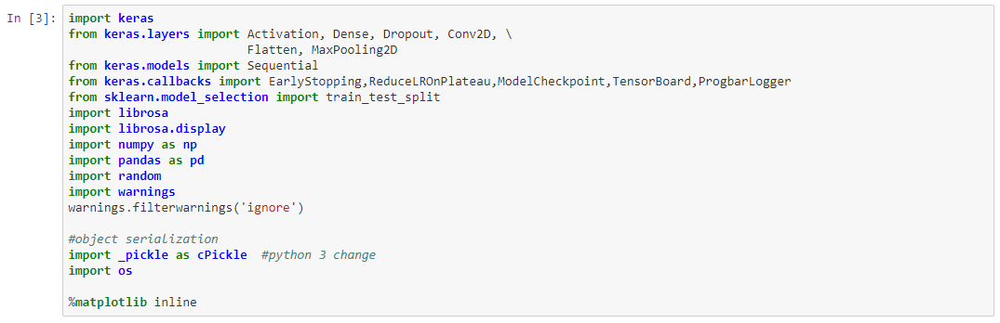 In [3]: import keras
from keras.layers import Activation, Dense, Dropout, Conv2D, \
                         Flatten, MaxPooling2D
from keras.models import Sequential
from keras.callbacks import EarlyStopping,ReduceLROnPlateau,ModelCheckpoint,TensorBoard,ProgbarLogger
from sklearn.model_selection import train_test_split
import librosa
import librosa.display
import numpy as np
import pandas as pd
import random
import warnings
warnings.filterwarnings('ignore')

#object serialization
import _pickle as cPickle  #python 3 change
import os

%matplotlib inline